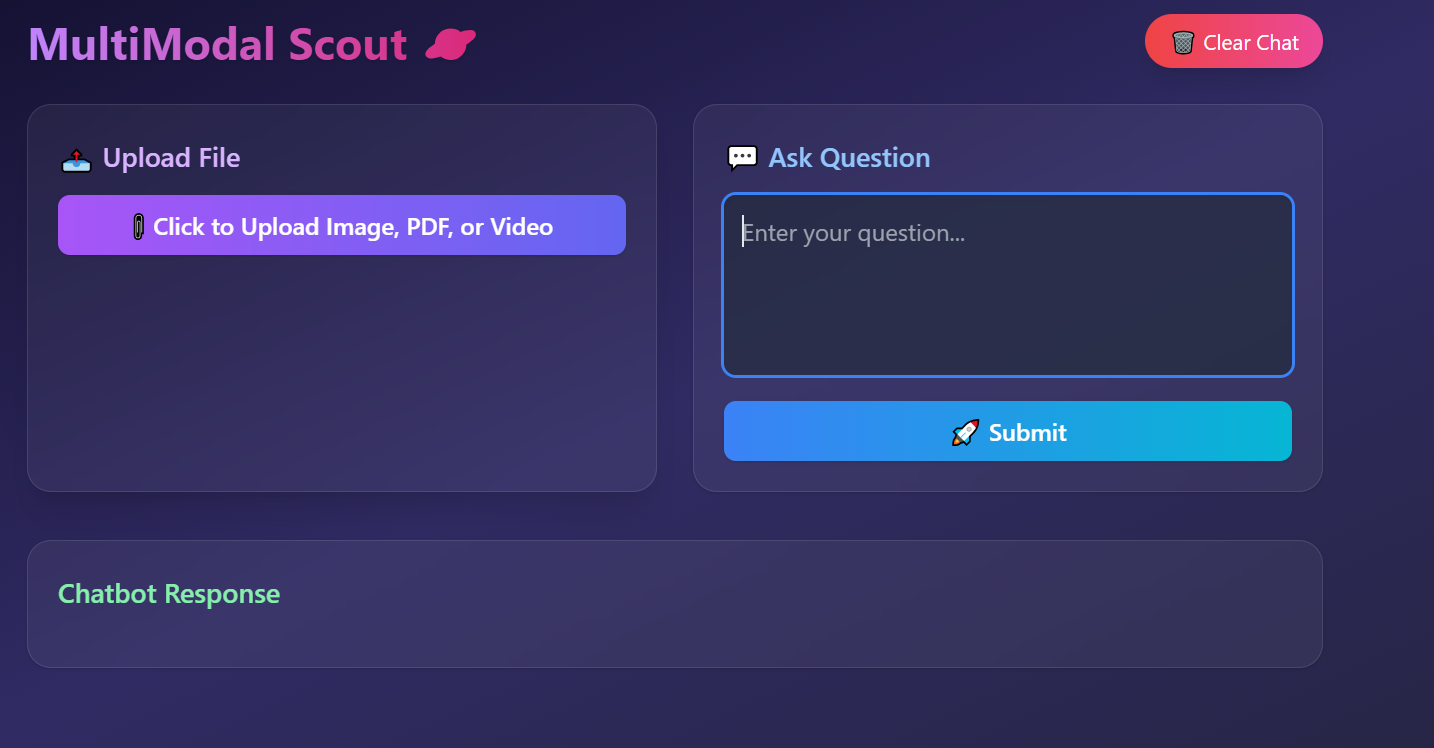 MultiModal Scout
Clear Chat
Upload File
Click to Upload Image, PDF, or Video
Ask Question
Enter your question...
Submit
Chatbot Response